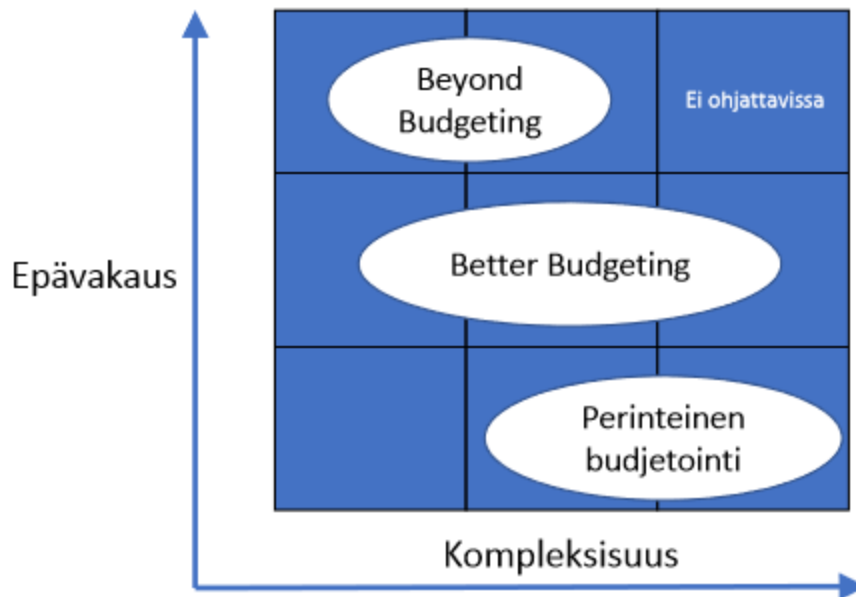 Beyond
Budgeting
Ei ohjattavissa
Better Budgeting
Epävakaus
Perinteinen
budjetointi
Kompleksisuus